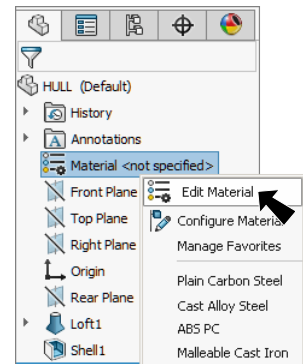 HULL (Default)
History
Annotations
Material <not specified>
Front Plane
Top Plane
Right Plane
Origin
Rear Plane
Loft1
Shell1
Edit Material
Configure Material
Manage Favorites
Plain Carbon Steel
Cast Alloy Steel
ABS PC
Malleable Cast Iron